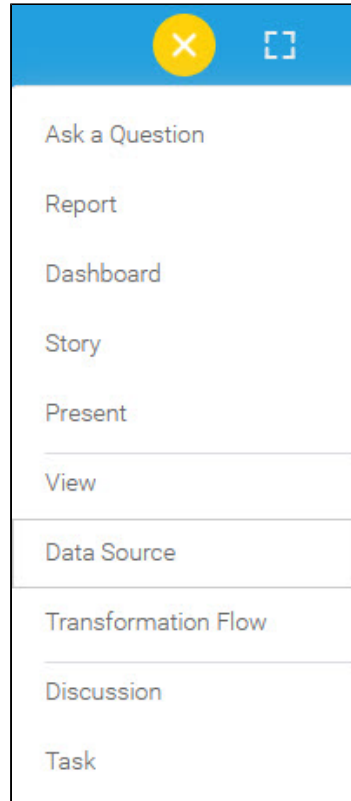 Ask a Question
Report
Dashboard
Story
Present
View
Data Source
Transformation Flow
Discussion
Task